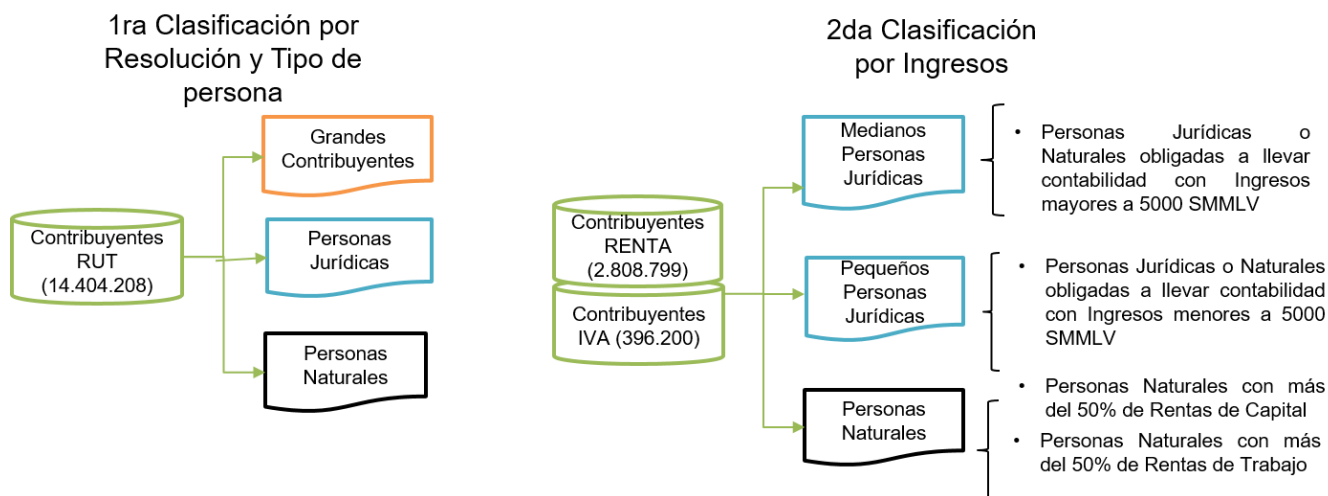 1ra Clasificación por
Resolución y Tipo de
persona
Grandes
Contribuyentes
Contribuyentes
RUT
(14.404.208)
Personas
Jurídicas
Personas
Naturales
2da Clasificación
por Ingresos
Contribuyentes
RENTA
(2.808.799)
Contribuyentes
IVA (396.200)
Medianos
Personas
Jurídicas
• Personas Jurídicas o
Naturales obligadas a llevar
contabilidad con Ingresos
mayores a 5000 SMMLV
Pequeños
Personas
Jurídicas
• Personas Jurídicas o Naturales
obligadas a llevar contabilidad
con Ingresos menores a 5000
SMMLV
Personas
Naturales
• Personas Naturales con más
del 50% de Rentas de Capital
• Personas Naturales con más
del 50% de Rentas de Trabajo